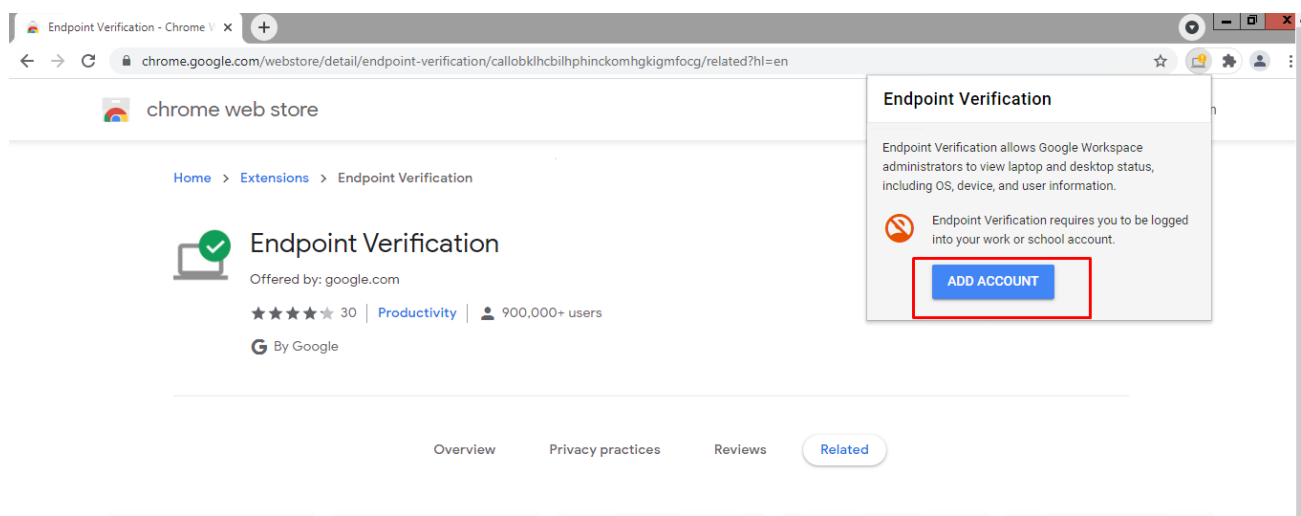 Endpoint Verification - Chrome
chrome.google.com/webstore/detail/endpoint-verification/callobklhcbilhphinckomhgkigmfocg/related?hl=en
chrome web store
Endpoint Verification
Endpoint Verification allows Google Workspace
administrators to view laptop and desktop status,
including OS, device, and user information.
Endpoint Verification requires you to be logged
into your work or school account.
ADD ACCOUNT
Home > Extensions > Endpoint Verification
Endpoint Verification
Offered by: google.com
30 | Productivity | 900,000+ users
G By Google
Overview Privacy practices Reviews Related